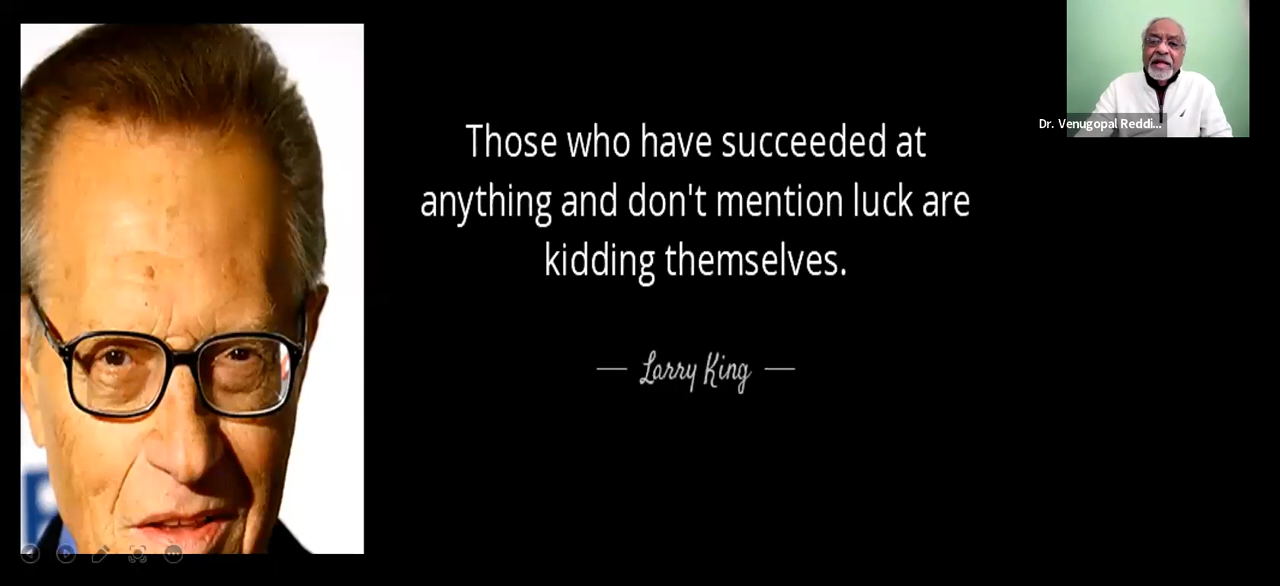 Those who have succeeded at
anything and don't mention luck are
kidding themselves.
— Larry King —
Dr. Venugopal Reddi...